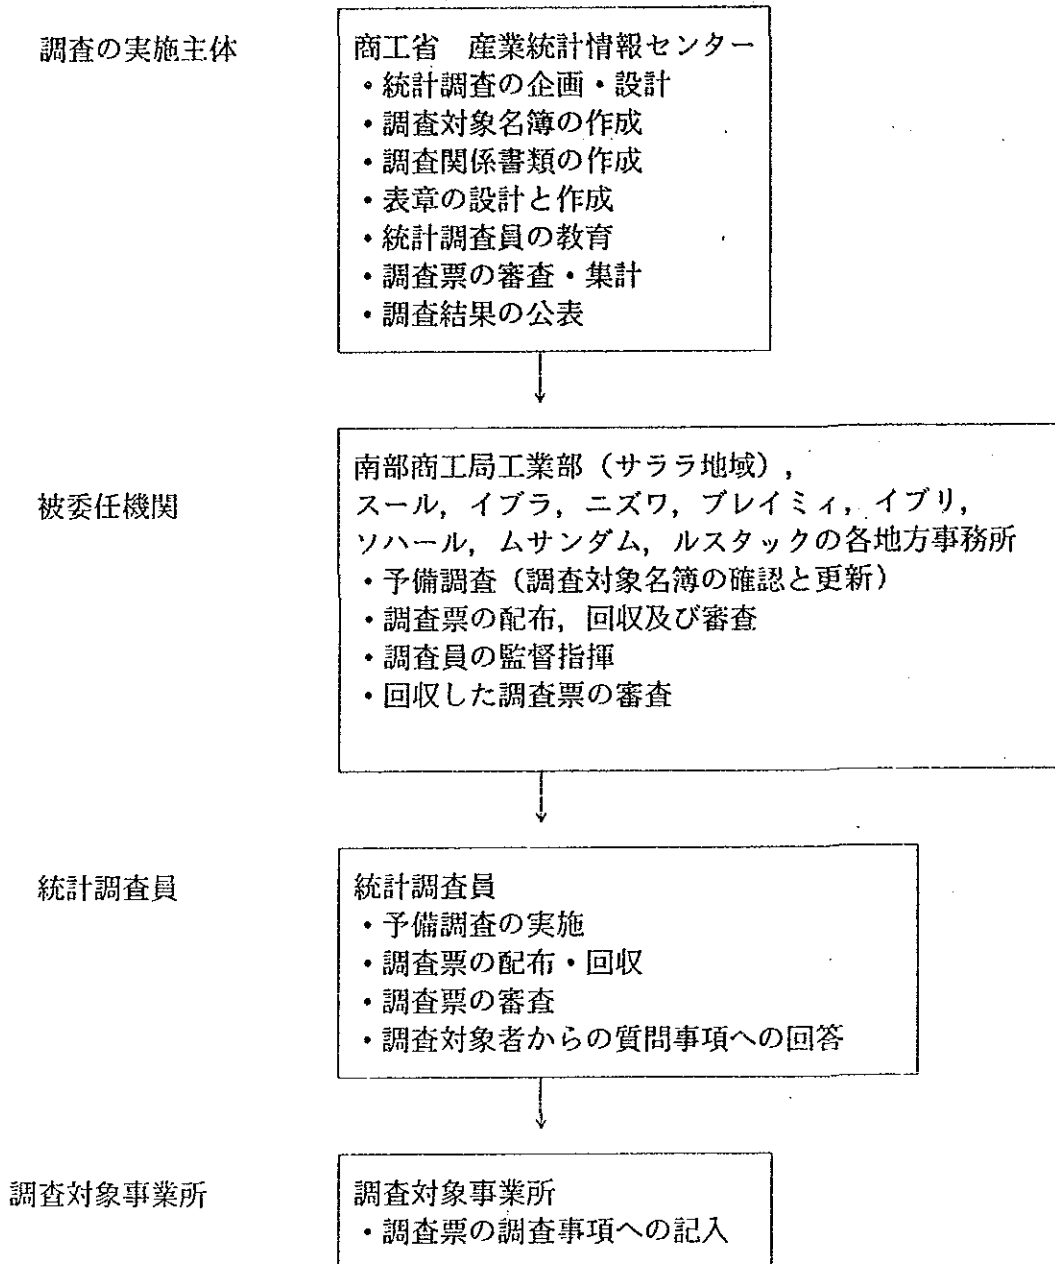 調査の実施主体
商工省 産業統計情報センター
・統計調査の企画・設計
・調査対象名簿の作成
・調査関係書類の作成
・表章の設計と作成
・統計調査員の教育
・調査票の審査・集計
・調査結果の公表
被委任機関
南部商工局工業部（サララ地域），
スール，イブラ，ニズワ，ブレイミィ，イブリ，
ソハール，ムサンダム，ルスタックの各地方事務所
・予備調査（調査対象名簿の確認と更新）
・調査票の配布，回収及び審査
・調査員の監督指揮
・回収した調査票の審査
統計調査員
統計調査員
・予備調査の実施
・調査票の配布・回収
・調査票の審査
・調査対象者からの質問事項への回答
調査対象事業所
調査対象事業所
・調査票の調査事項への記入